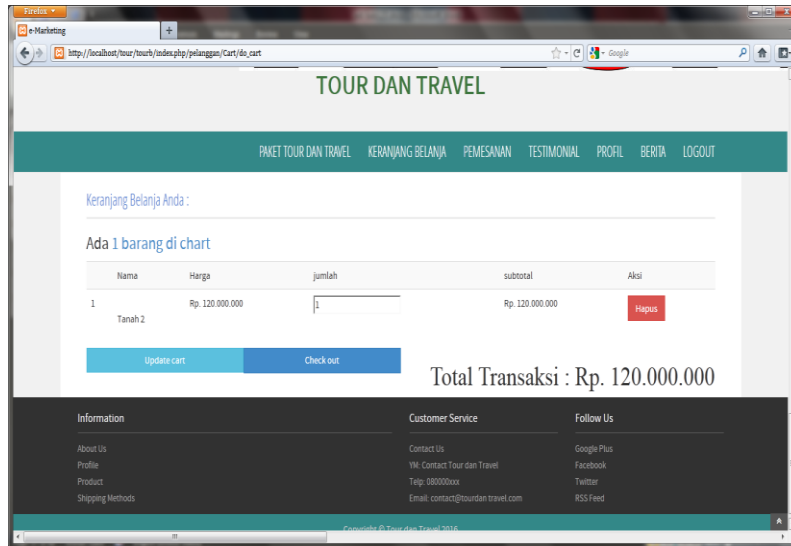 Firefox
e-Marketing
http://localhost/tour/tourb/index.php/pelanggan/Cart/do_cart
Google
TOUR DAN TRAVEL
PAKET TOUR DAN TRAVEL KERANJANG BELANJA PEMESANAN TESTIMONIAL PROFIL BERITA LOGOUT
Keranjang Belanja Anda :
Ada 1 barang di chart
Nama Harga jumlah subtotal Aksi
1 Rp. 120.000.000 1 Rp. 120.000.000 Hapus
Tanah 2
Update cart Check out
Total Transaksi : Rp. 120.000.000
Information Customer Service Follow Us
About Us Contact Us Google Plus
Profile YM: Contact Tour dan Travel Facebook
Product Telp: 080000xxx Twitter
Shipping Methods Email: contact@tourdan travel.com RSS Feed
Copyright © Tour dan Travel 2016